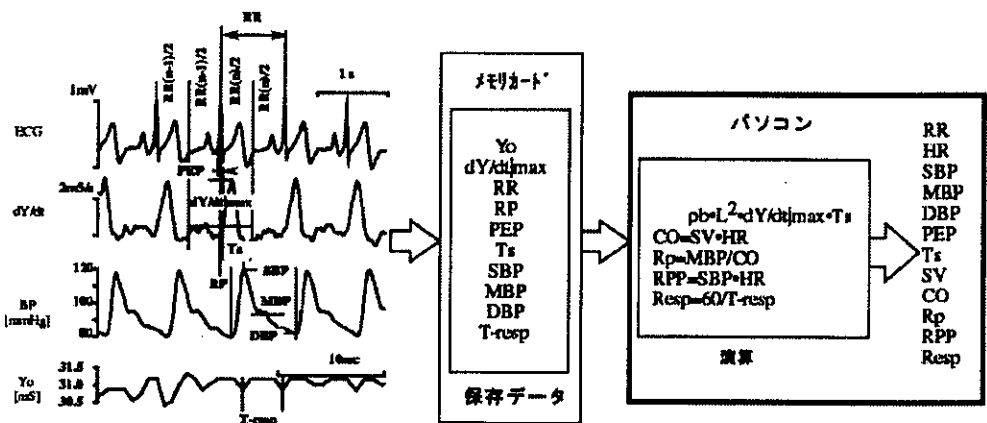 RR
RR(n-1)/2
RR(n-1)/2
RR(n)/2
RR(n)/2
1s
1mV
ECG
PEP
A
2mS/s
dY/dt|max
dY/dt
Ts
RP
SBP
120
MBP
100
BP
[mmHg]
DBP
80
10sec
31.5
Yo
31.0
[mS]
30.5
T-resp
メモリカード
Yo
dY/dt|max
RR
RP
PEP
Ts
SBP
MBP
DBP
T-resp
保存データ
パソコン
ρb•L²•dY/dt|max•Ts
CO=SV•HR
Rp=MBP/CO
RPP=SBP•HR
Resp=60/T-resp
演算
RR
HR
SBP
MBP
DBP
PEP
Ts
SV
CO
Rp
RPP
Resp